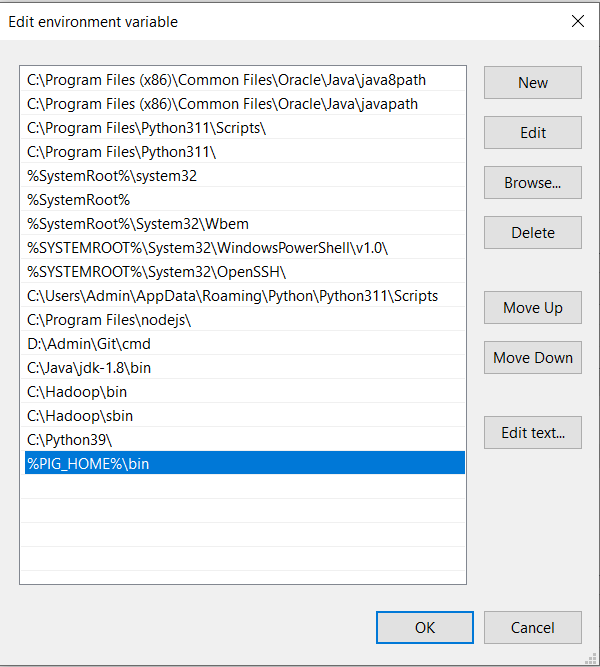 Edit environment variable
C:\Program Files (x86)\Common Files\Oracle\Java\java8path
C:\Program Files (x86)\Common Files\Oracle\Java\javapath
C:\Program Files\Python311\Scripts\
C:\Program Files\Python311\
%SystemRoot%\system32
%SystemRoot%
%SystemRoot%\System32\Wbem
%SYSTEMROOT%\System32\WindowsPowerShell\v1.0\
%SYSTEMROOT%\System32\OpenSSH\
C:\Users\Admin\AppData\Roaming\Python\Python311\Scripts
C:\Program Files\nodejs\
D:\Admin\Git\cmd
C:\Java\jdk-1.8\bin
C:\Hadoop\bin
C:\Hadoop\sbin
C:\Python39\
%PIG_HOME%\bin
New
Edit
Browse...
Delete
Move Up
Move Down
Edit text...
OK
Cancel